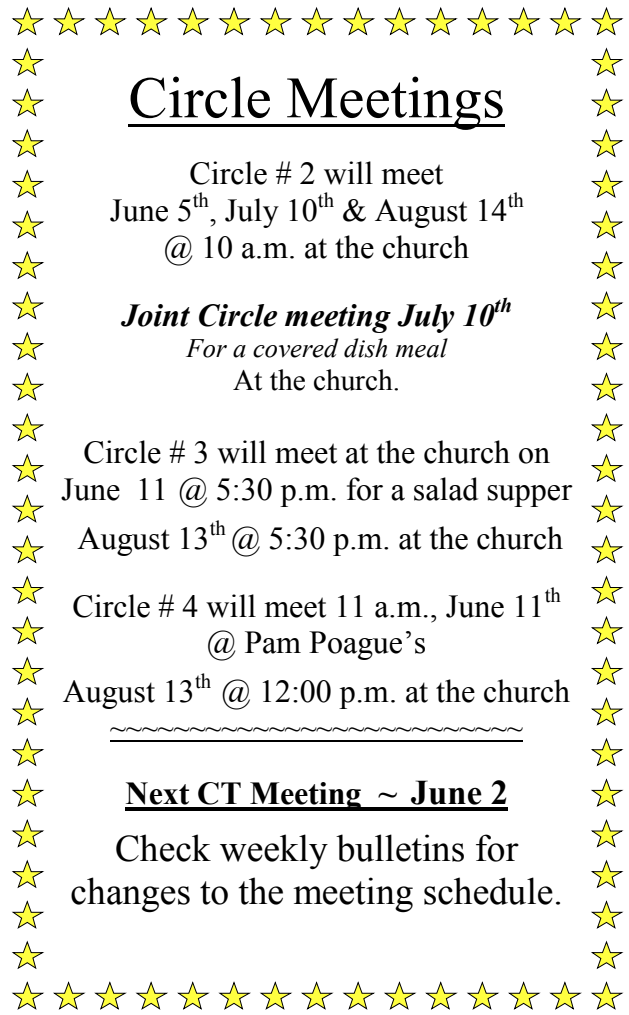 Circle Meetings
Circle # 2 will meet
June 5th, July 10th & August 14th
@ 10 a.m. at the church
Joint Circle meeting July 10th
For a covered dish meal
At the church.
Circle # 3 will meet at the church on
June  11 @ 5:30 p.m. for a salad supper
August 13th @ 5:30 p.m. at the church
Circle # 4 will meet 11 a.m., June 11th
@ Pam Poague’s
August 13th @ 12:00 p.m. at the church
~~~~~~~~~~~~~~~~~~~~~~~~~~
Next CT Meeting  ~  June 2
Check weekly bulletins for
changes to the meeting schedule.